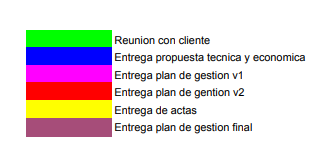 Reunion con cliente
Entrega propuesta tecnica y economica
Entrega plan de gestion v1
Entrega plan de gestion v2
Entrega de actas
Entrega plan de gestion final